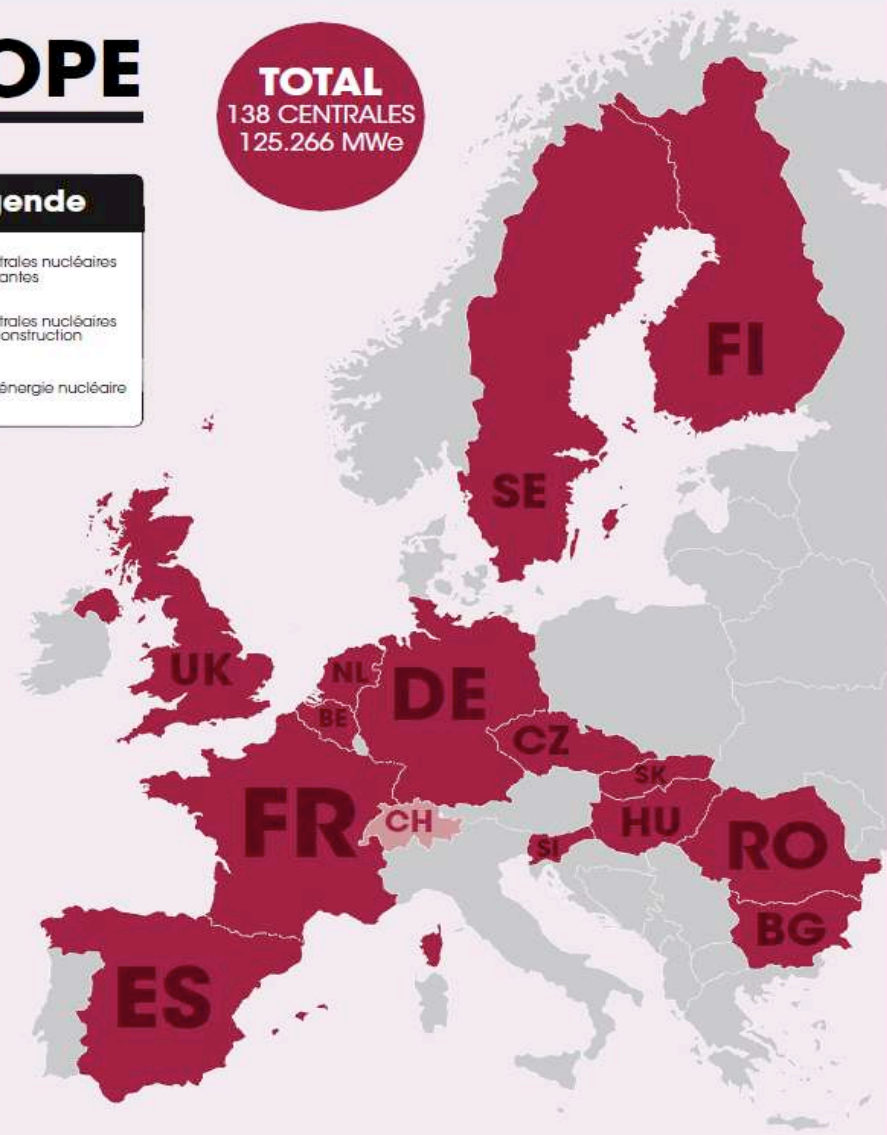 OPE
TOTAL
138 CENTRALES
125.266 MWe
gende
trales nucléaires
antes
trales nucléaires
onstruction
énergie nucléaire
FI
SE
UK
NL
DE
BE
CZ
SK
FR
CH
HU
SI
RO
BG
ES